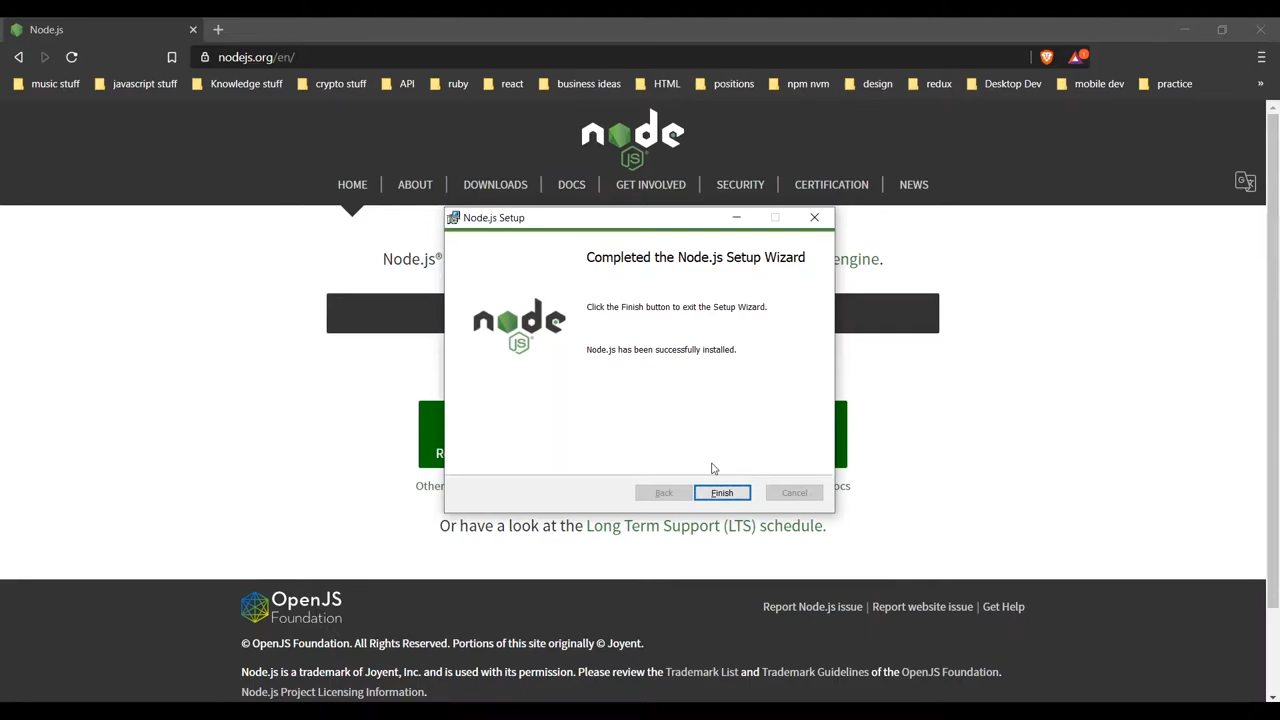 Node.js
nodejs.org/en/
1
music stuff javascript stuff Knowledge stuff crypto stuff API ruby react business ideas HTML positions npm nvm design redux Desktop Dev mobile dev practice »
node
JS
HOME ABOUT DOWNLOADS DOCS GET INVOLVED SECURITY CERTIFICATION NEWS
Node.js Setup
Completed the Node.js Setup Wizard
Node.js® engine.
Click the Finish button to exit the Setup Wizard.
node
JS
Node.js has been successfully installed.
R
Other ocs
Back Finish Cancel
Or have a look at the Long Term Support (LTS) schedule.
OpenJS
Foundation
Report Node.js issue | Report website issue | Get Help
© OpenJS Foundation. All Rights Reserved. Portions of this site originally © Joyent.
Node.js is a trademark of Joyent, Inc. and is used with its permission. Please review the Trademark List and Trademark Guidelines of the OpenJS Foundation.
Node.js Project Licensing Information.